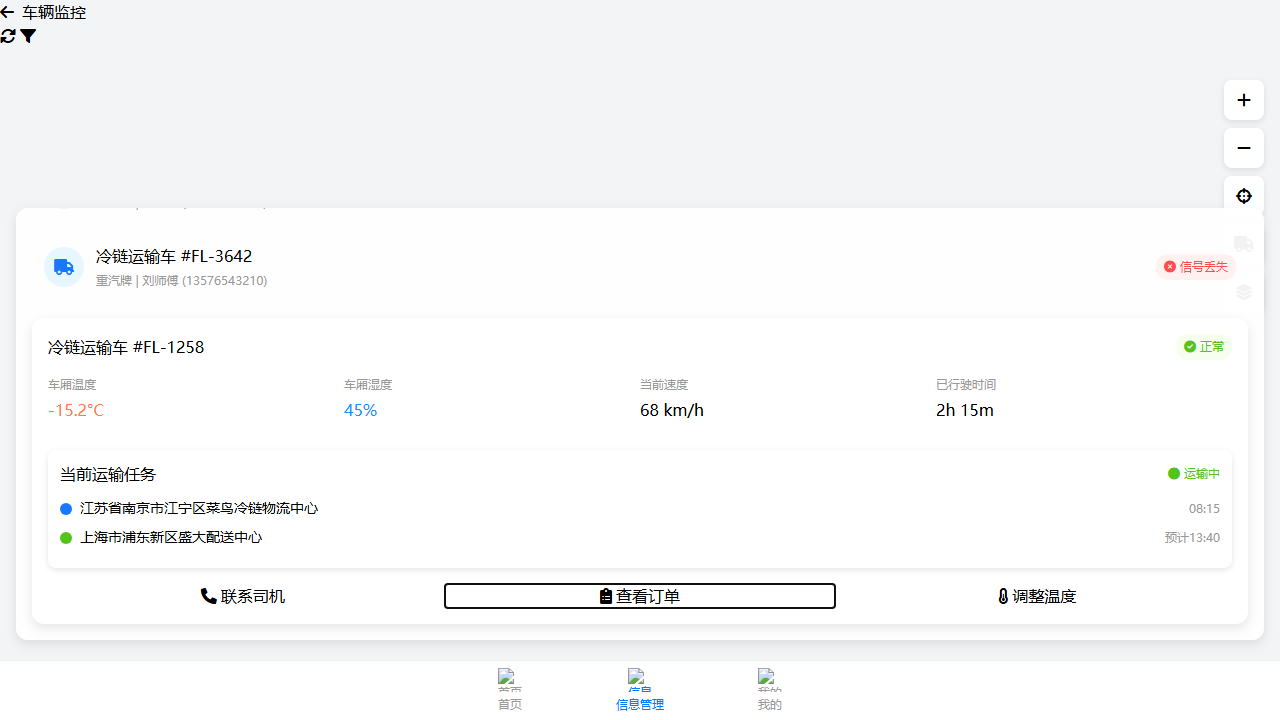 车辆监控
冷链运输车 #FL-3642
重汽牌 | 刘师傅 (13576543210)
信号丢失
冷链运输车 #FL-1258
正常
车厢温度
-15.2°C
车厢湿度
45%
当前速度
68 km/h
已行驶时间
2h 15m
当前运输任务
运输中
江苏省南京市江宁区菜鸟冷链物流中心
08:15
上海市浦东新区盛大配送中心
预计13:40
联系司机
查看订单
调整温度
首页
首页
信息
信息管理
我的
我的